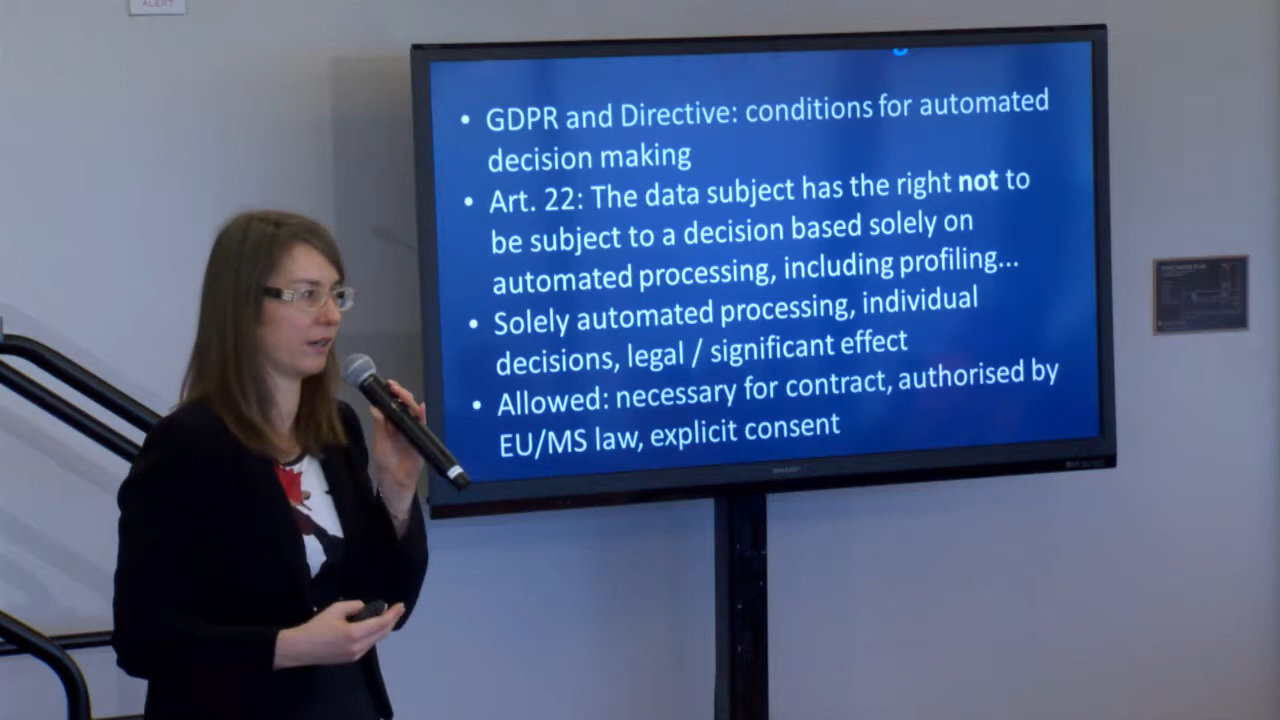 ALERT
• GDPR and Directive: conditions for automated
decision making
• Art. 22: The data subject has the right not to
be subject to a decision based solely on
automated processing, including profiling...
• Solely automated processing, individual
decisions, legal / significant effect
• Allowed: necessary for contract, authorised by
EU/MS law, explicit consent
SHARP